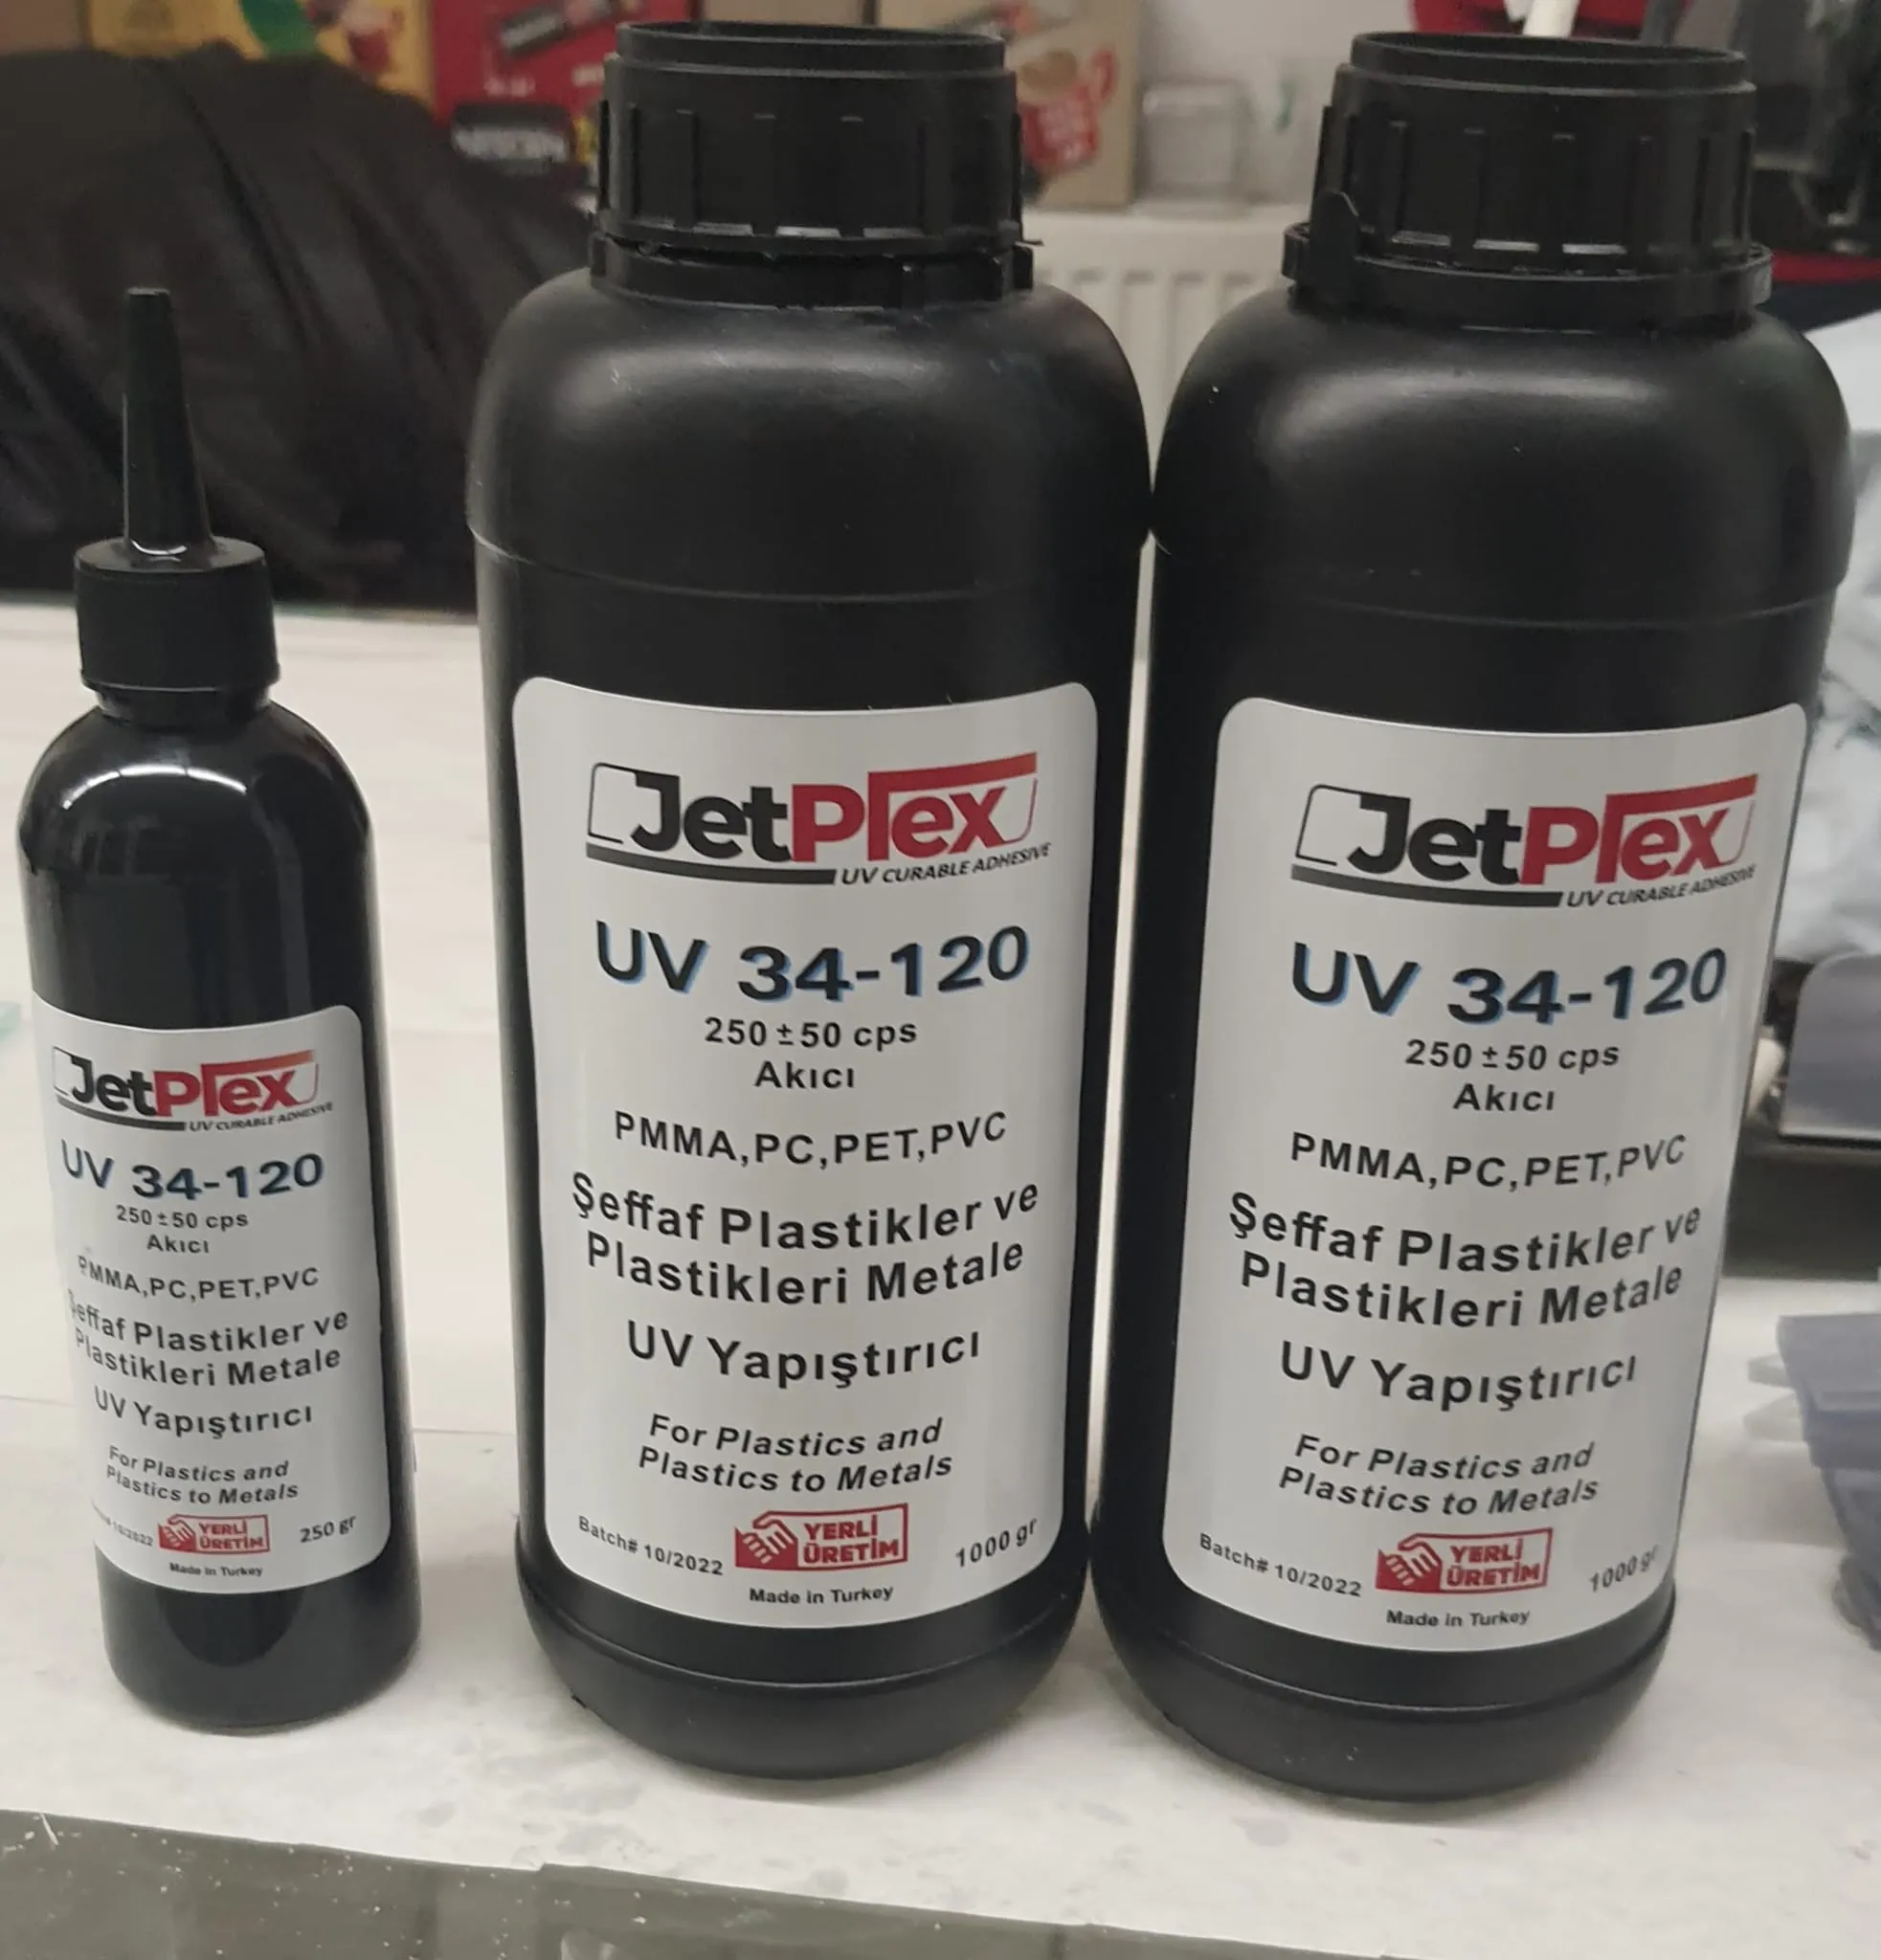 JetPlex
UV CURABLE ADHESIVE
UV 34-120
250±50 cps
Akıcı
PMMA,PC,PET,PVC
Şeffaf Plastikler ve
Plastikleri Metale
UV Yapıştırıcı
For Plastics and
Plastics to Metals
10/2022
YERLİ
ÜRETİM
250 gr
Made in Turkey
JetPlex
UV CURABLE ADHESIVE
UV 34-120
250±50 cps
Akıcı
PMMA,PC,PET,PVC
Şeffaf Plastikler ve
Plastikleri Metale
UV Yapıştırıcı
For Plastics and
Plastics to Metals
Batch# 10/2022
YERLİ
ÜRETİM
1000 gr
Made in Turkey
JetPlex
UV CURABLE ADHESIVE
UV 34-120
250±50 cps
Akıcı
PMMA,PC,PET,PVC
Şeffaf Plastikler ve
Plastikleri Metale
UV Yapıştırıcı
For Plastics and
Plastics to Metals
Batch# 10/2022
YERLİ
ÜRETİM
1000 gr
Made in Turkey